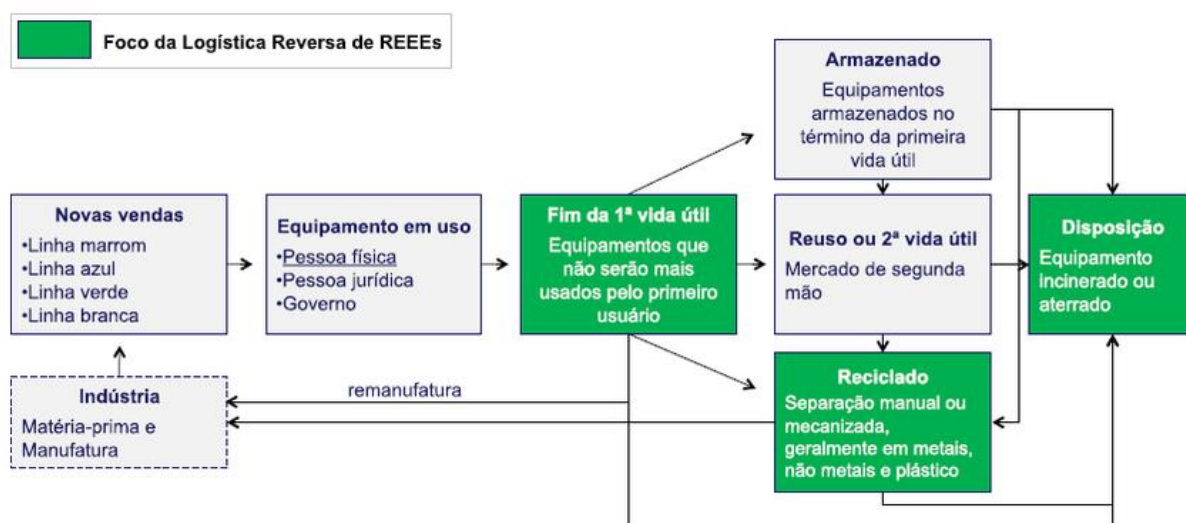 Foco da Logística Reversa de REEEs
Armazenado
Equipamentos
armazenados no
término da primeira
vida útil
Novas vendas
•Linha marrom
•Linha azul
•Linha verde
•Linha branca
Equipamento em uso
•Pessoa física
•Pessoa jurídica
•Governo
Fim da 1ª vida útil
Equipamentos que
não serão mais
usados pelo primeiro
usuário
Reuso ou 2ª vida útil
Mercado de segunda
mão
Disposição
Equipamento
incinerado ou
aterrado
Indústria
Matéria-prima e
Manufatura
remanufatura
Reciclado
Separação manual ou
mecanizada,
geralmente em metais,
não metais e plástico